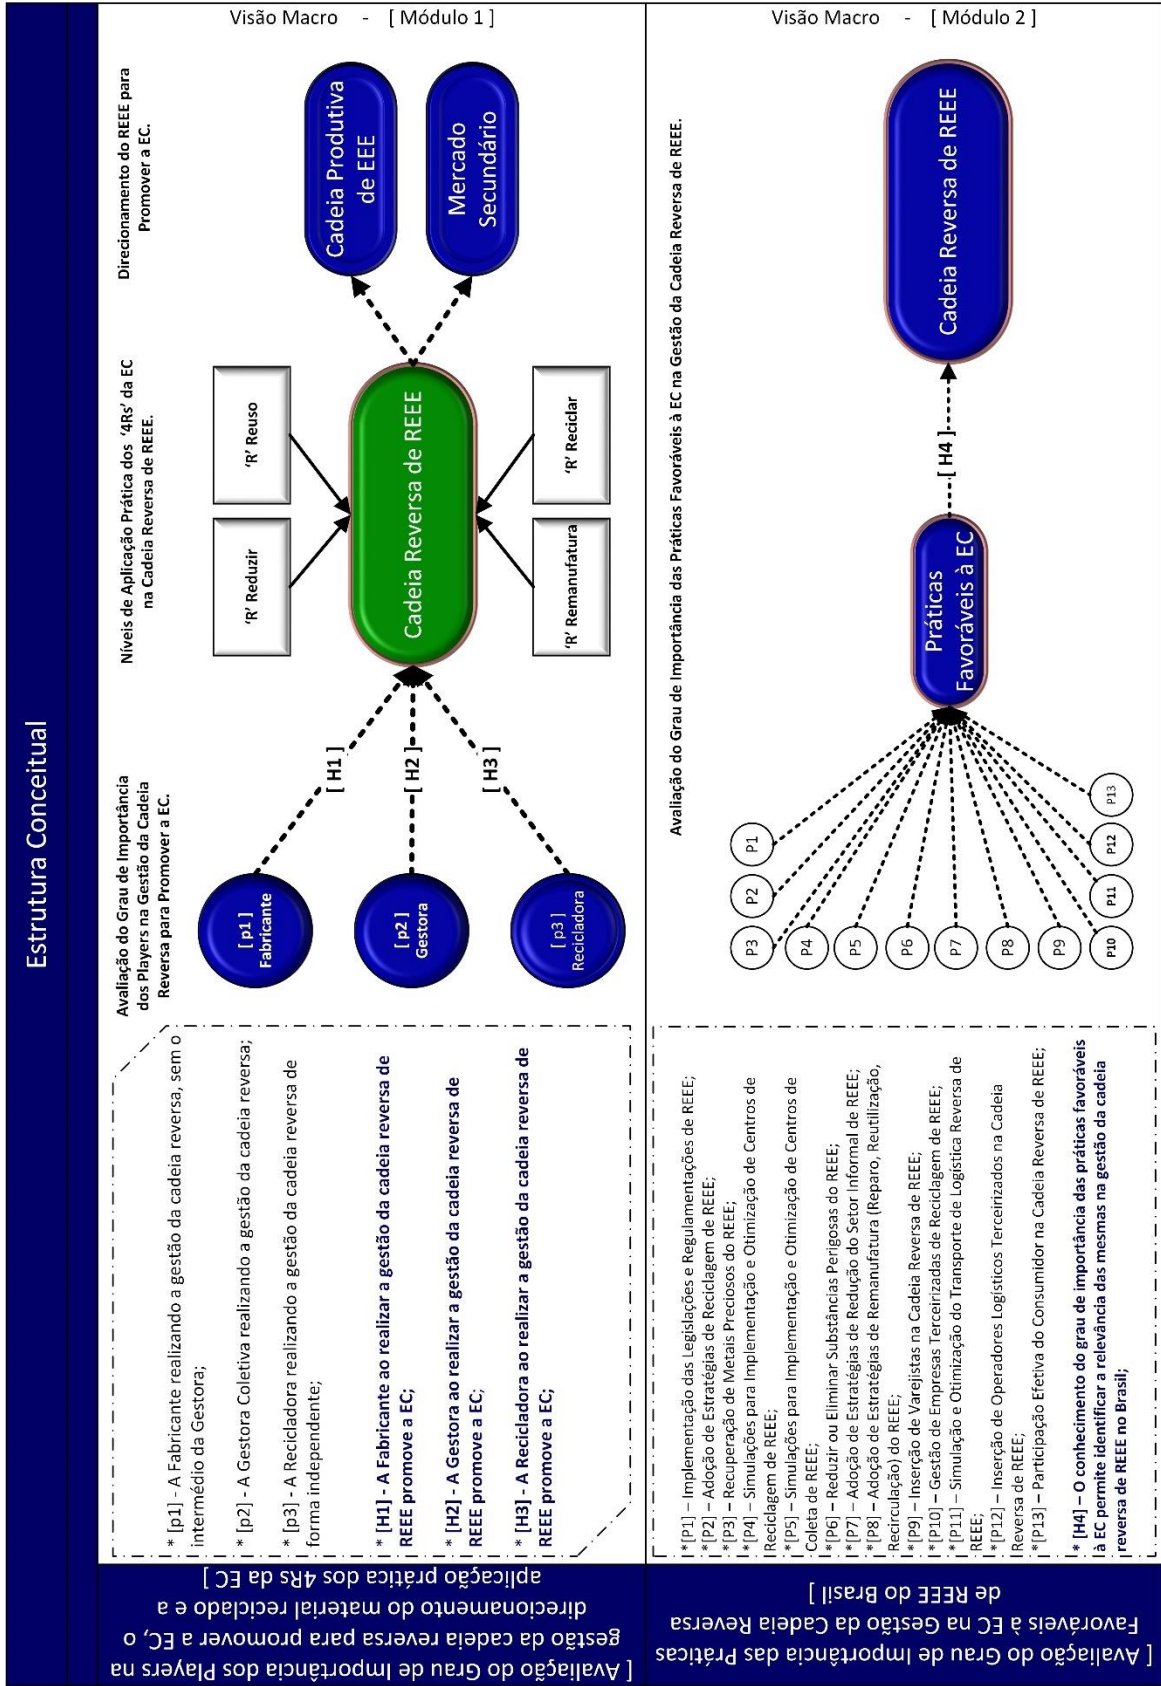 Estrutura Conceitual
[ Avaliação do Grau de Importância dos Players na
gestão da cadeia reversa para promover a EC, o
direcionamento do material reciclado e a
aplicação prática dos 4Rs da EC ]
* [p1] - A Fabricante realizando a gestão da cadeia reversa, sem o
intermédio da Gestora;
* [p2] - A Gestora Coletiva realizando a gestão da cadeia reversa;
* [p3] - A Recicladora realizando a gestão da cadeia reversa de
forma independente;
* [H1] - A Fabricante ao realizar a gestão da cadeia reversa de
REEE promove a EC;
* [H2] - A Gestora ao realizar a gestão da cadeia reversa de
REEE promove a EC;
* [H3] - A Recicladora ao realizar a gestão da cadeia reversa de
REEE promove a EC;
Avaliação do Grau de Importância
dos Players na Gestão da Cadeia
Reversa para Promover a EC.
[ p1 ]
Fabricante
[ p2 ]
Gestora
[ p3 ]
Recicladora
[ H1 ]
[ H2 ]
[ H3 ]
Níveis de Aplicação Prática dos '4Rs' da EC
na Cadeia Reversa de REEE.
'R' Reduzir
'R' Reuso
Cadeia Reversa de REEE
'R' Remanufatura
'R' Reciclar
Direcionamento do REEE para
Promover a EC.
Cadeia Produtiva
de EEE
Mercado
Secundário
Visão Macro - [ Módulo 1 ]
[ Avaliação do Grau de Importância das Práticas
Favoráveis à EC na Gestão da Cadeia Reversa
de REEE do Brasil ]
*[P1] – Implementação das Legislações e Regulamentações de REEE;
*[P2] – Adoção de Estratégias de Reciclagem de REEE;
*[P3] – Recuperação de Metais Preciosos do REEE;
*[P4] – Simulações para Implementação e Otimização de Centros de
Reciclagem de REEE;
*[P5] – Simulações para Implementação e Otimização de Centros de
Coleta de REEE;
*[P6] – Reduzir ou Eliminar Substâncias Perigosas do REEE;
*[P7] – Adoção de Estratégias de Redução do Setor Informal de REEE;
*[P8] – Adoção de Estratégias de Remanufatura (Reparo, Reutilização,
Recirculação) do REEE;
*[P9] – Inserção de Varejistas na Cadeia Reversa de REEE;
*[P10] – Gestão de Empresas Terceirizadas de Reciclagem de REEE;
*[P11] – Simulação e Otimização do Transporte de Logística Reversa de
REEE;
*[P12] – Inserção de Operadores Logísticos Terceirizados na Cadeia
Reversa de REEE;
*[P13] – Participação Efetiva do Consumidor na Cadeia Reversa de REEE;
* [H4] – O conhecimento do grau de importância das práticas favoráveis
à EC permite identificar a relevância das mesmas na gestão da cadeia
reversa de REEE no Brasil;
Avaliação do Grau de Importância das Práticas Favoráveis à EC na Gestão da Cadeia Reversa de REEE.
P1
P2
P3
P4
P5
P6
P7
P8
P9
P10
P11
P12
P13
Práticas
Favoráveis à EC
[ H4 ]
Cadeia Reversa de REEE
Visão Macro - [ Módulo 2 ]